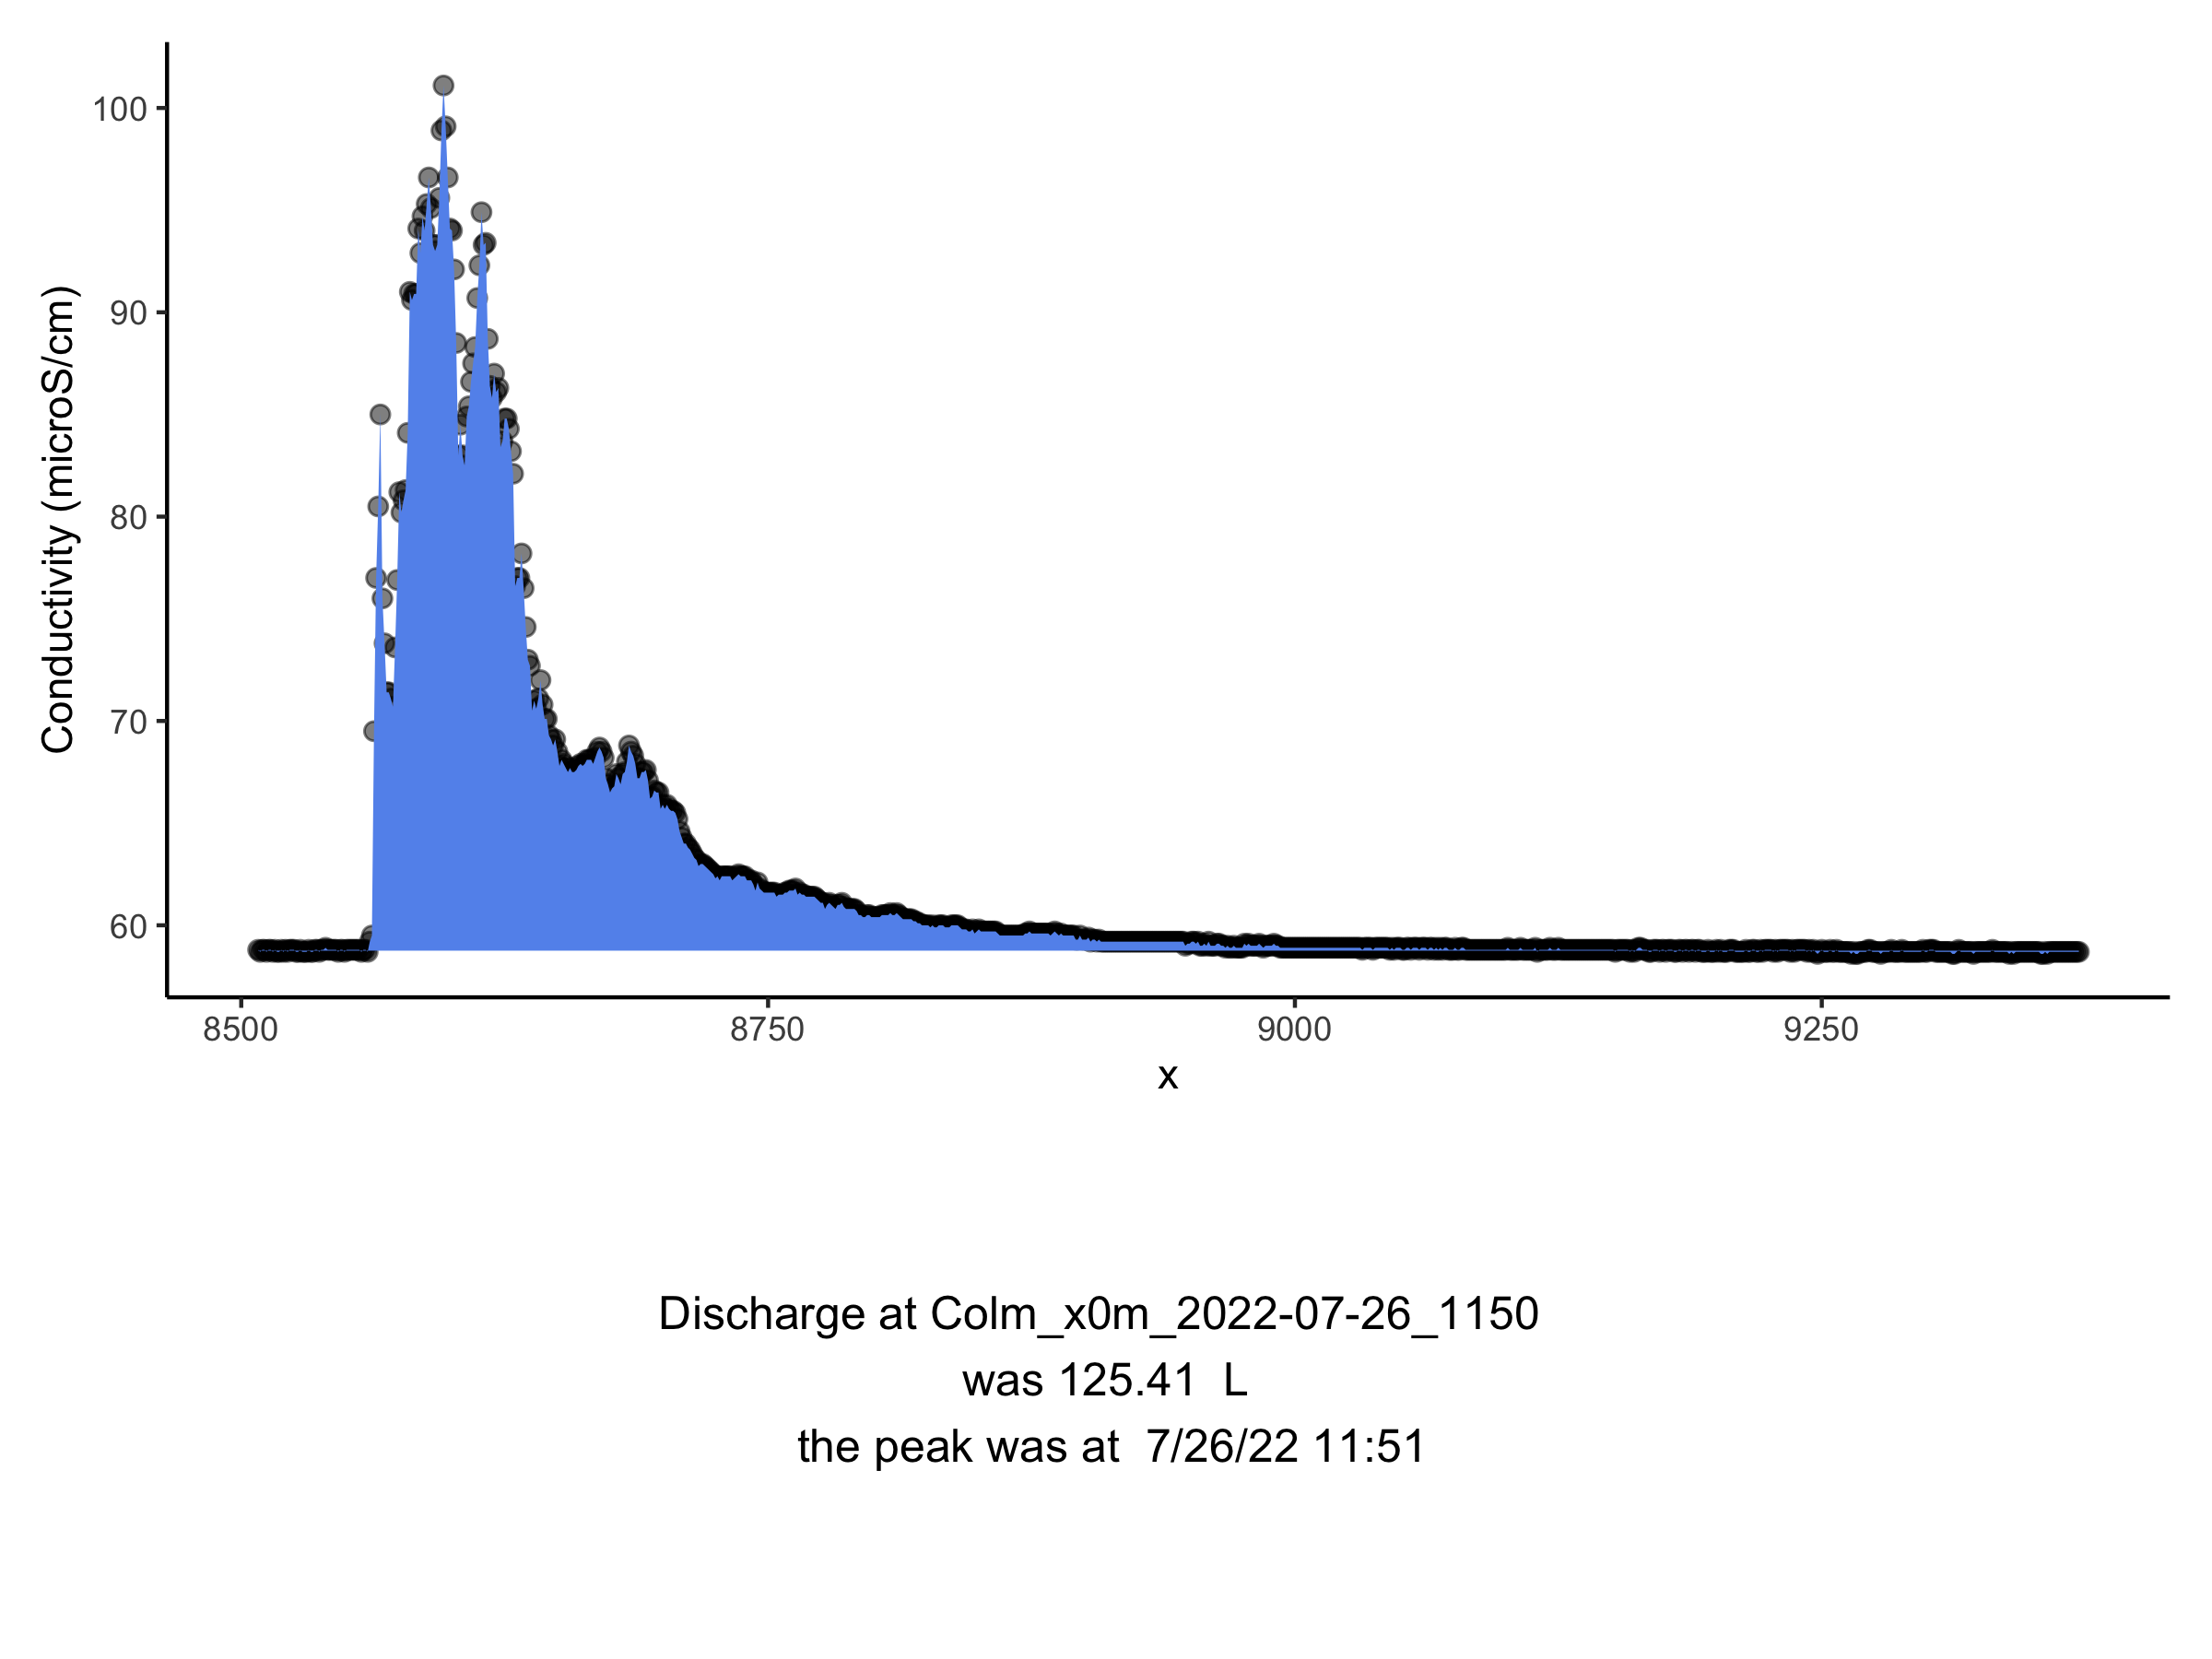 100
90
80
70
60
Conductivity (microS/cm)
8500 8750 9000 9250
x
Discharge at Colm_x0m_2022-07-26_1150
was 125.41  L
the peak was at  7/26/22 11:51